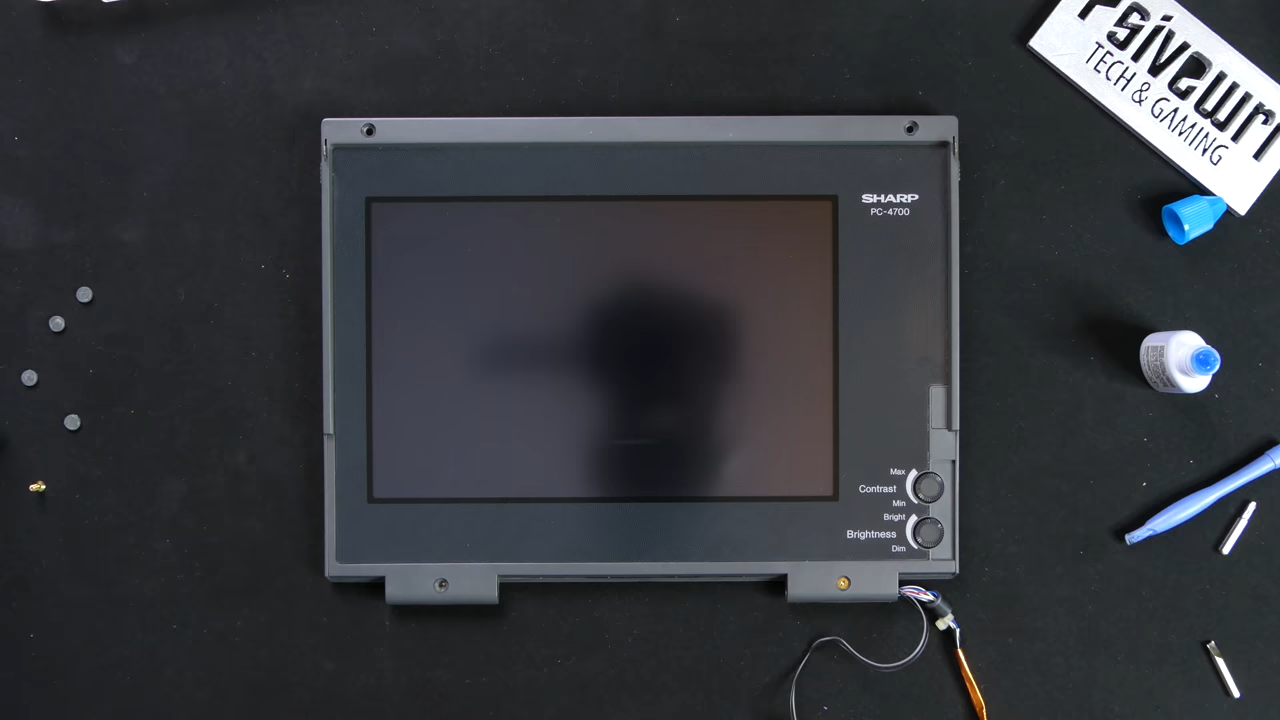 TECH & GAMING
SHARP
PC-4700
Max
Contrast
Min
Bright
Brightness
Dim